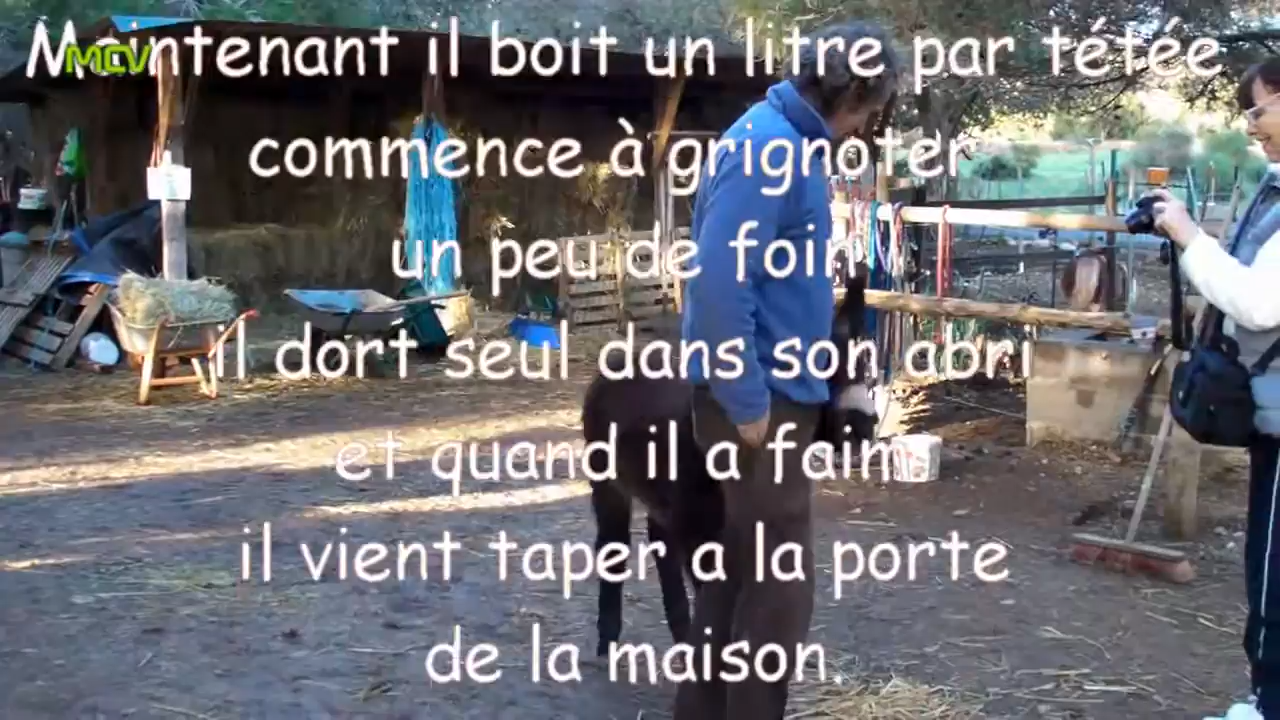 Maintenant il boit un litre par tétée
MCV
commence à grignoter
un peu de foin
il dort seul dans son abri
et quand il a faim
il vient taper a la porte
de la maison.